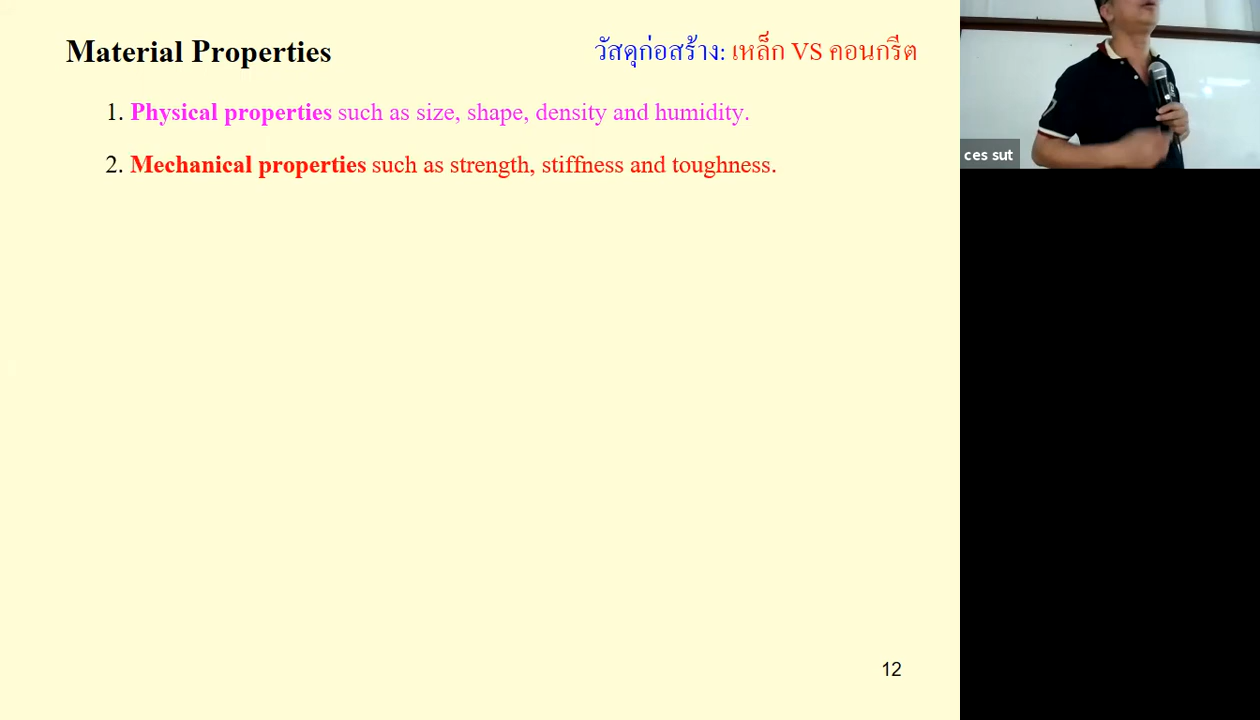 Material Properties
วัสดุก่อสร้าง: เหล็ก VS คอนกรีต
1. Physical properties such as size, shape, density and humidity.
2. Mechanical properties such as strength, stiffness and toughness.
ces sut
12